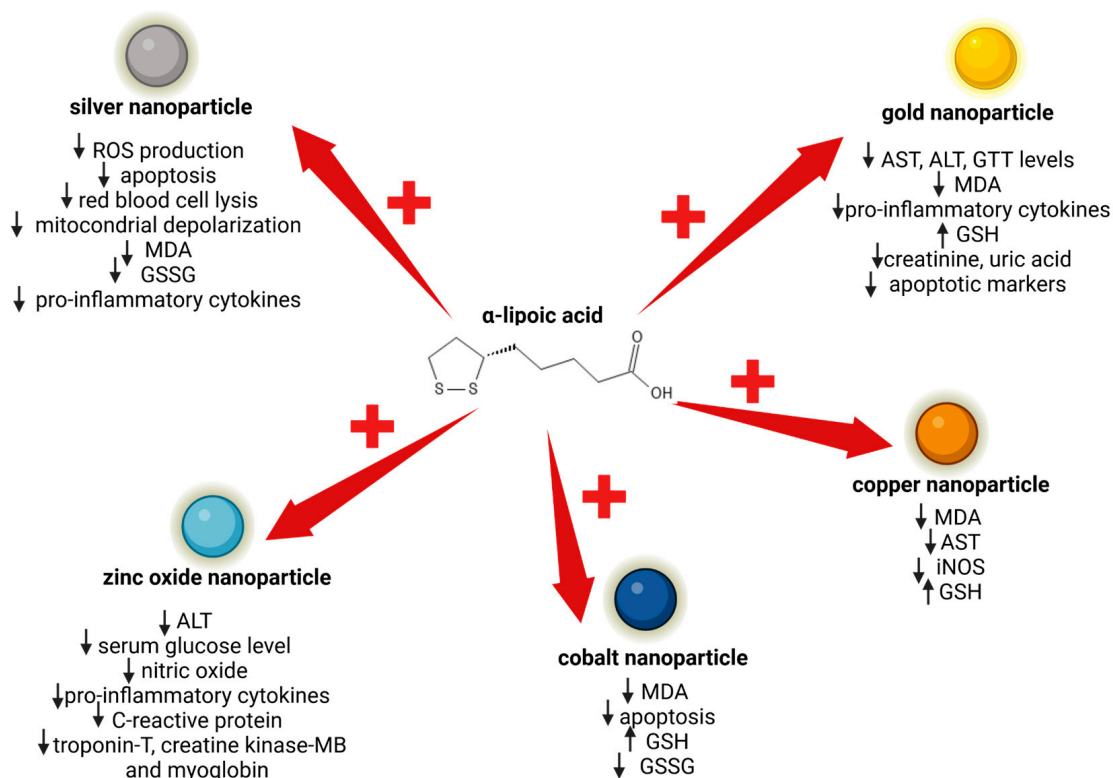 silver nanoparticle
↓ ROS production
↓ apoptosis
↓ red blood cell lysis
↓ mitocondrial depolarization
↓ MDA
↓ GSSG
↓ pro-inflammatory cytokines
gold nanoparticle
↓ AST, ALT, GTT levels
↓ MDA
↓pro-inflammatory cytokines
↑ GSH
↓creatinine, uric acid
↓ apoptotic markers
α-lipoic acid
O
OH
S
S
copper nanoparticle
↓ MDA
↓ AST
↓ iNOS
↑ GSH
zinc oxide nanoparticle
↓ ALT
↓ serum glucose level
↓ nitric oxide
↓pro-inflammatory cytokines
↓ C-reactive protein
↓troponin-T, creatine kinase-MB
and myoglobin
cobalt nanoparticle
↓ MDA
↓ apoptosis
↑ GSH
↓ GSSG